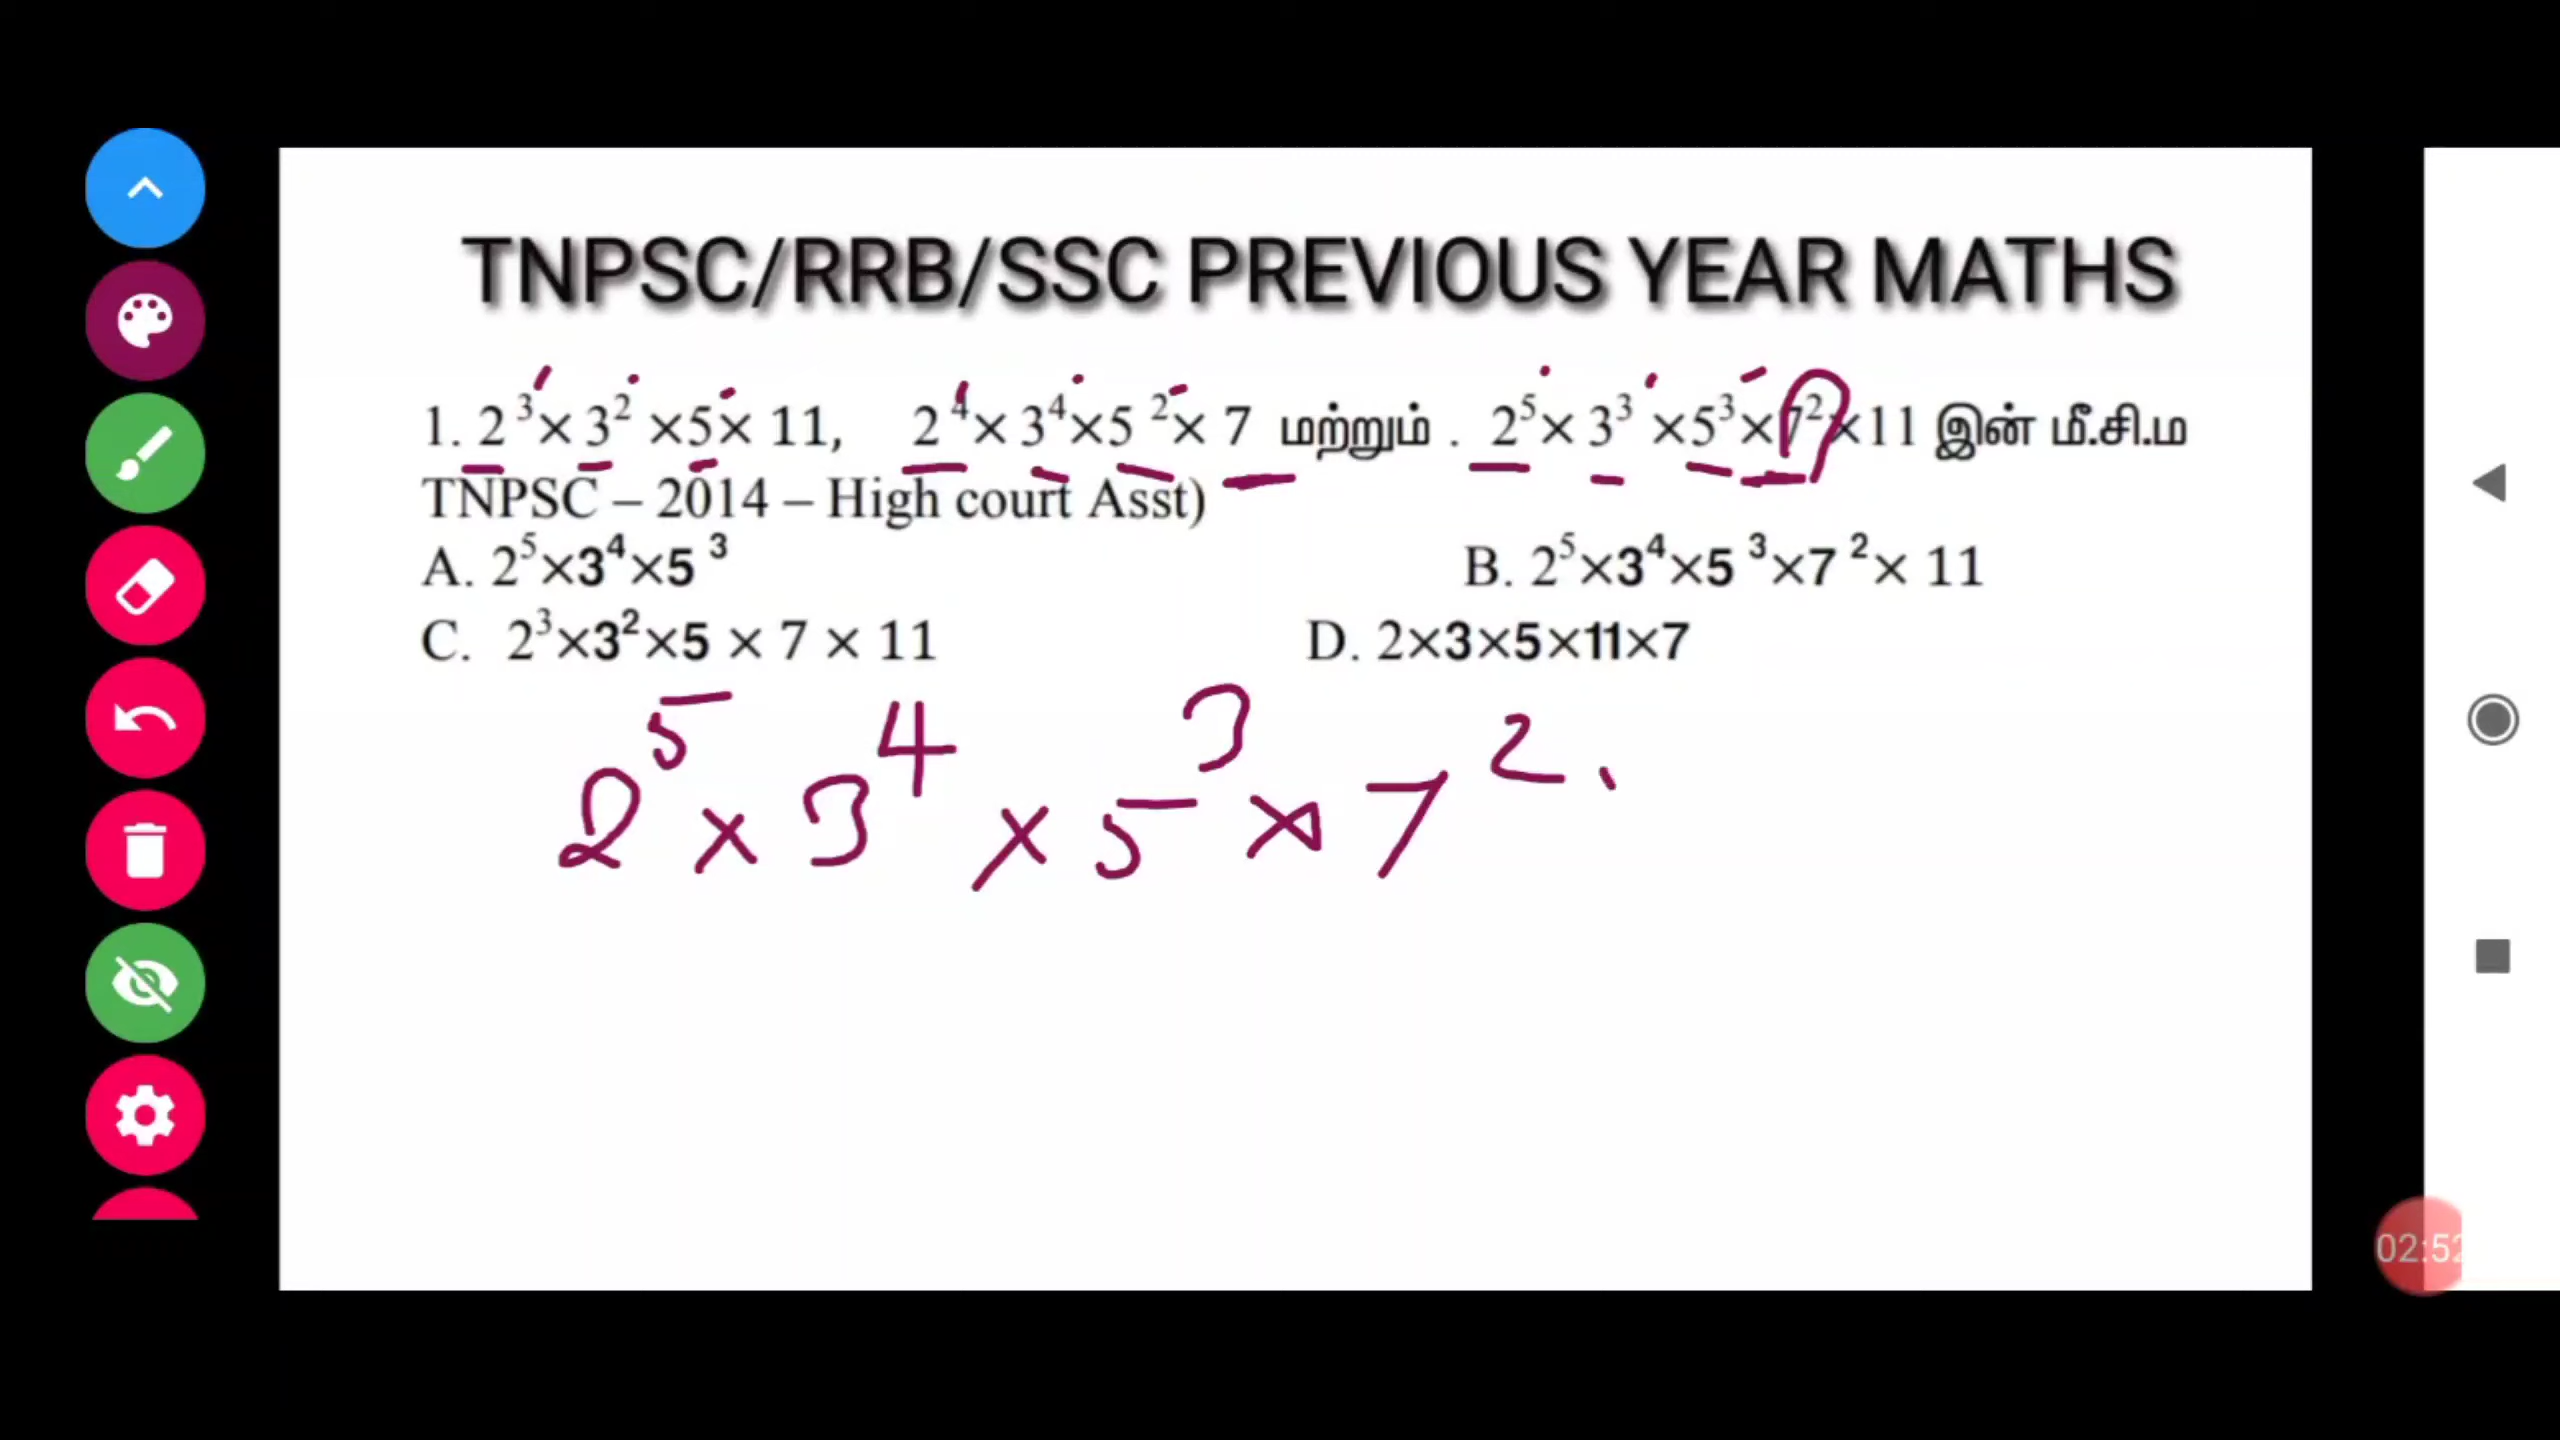 TNPSC/RRB/SSC PREVIOUS YEAR MATHS
1. 2³× 3² ×5× 11, 2⁴× 3⁴×5 ²× 7 மற்றும் . 2⁵× 3³ ×5³×7²×11 இன் மீ.சி.ம
TNPSC – 2014 – High court Asst)
A. 2⁵×3⁴×5 ³ B. 2⁵×3⁴×5 ³×7 ²× 11
C. 2³×3²×5 × 7 × 11 D. 2×3×5×11×7
2⁵ × 3⁴ × 5³ × 7²